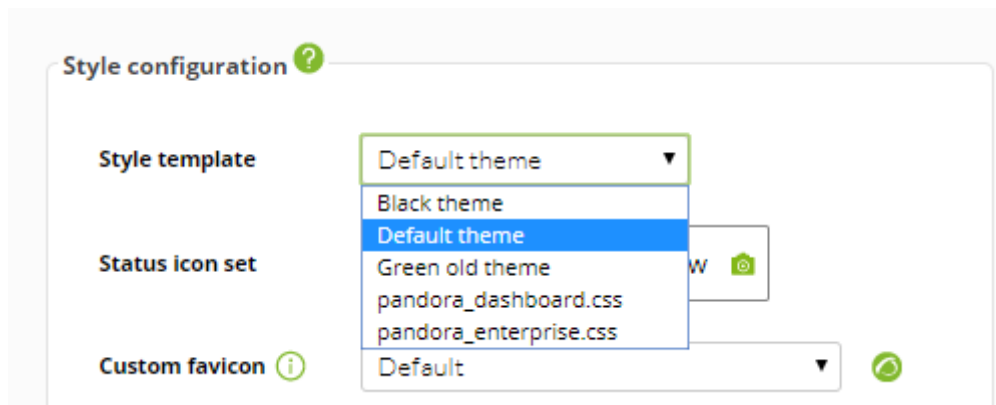 Style configuration ?
Style template
Default theme
Black theme
Default theme
Green old theme
pandora_dashboard.css
pandora_enterprise.css
Status icon set
Custom favicon
Default